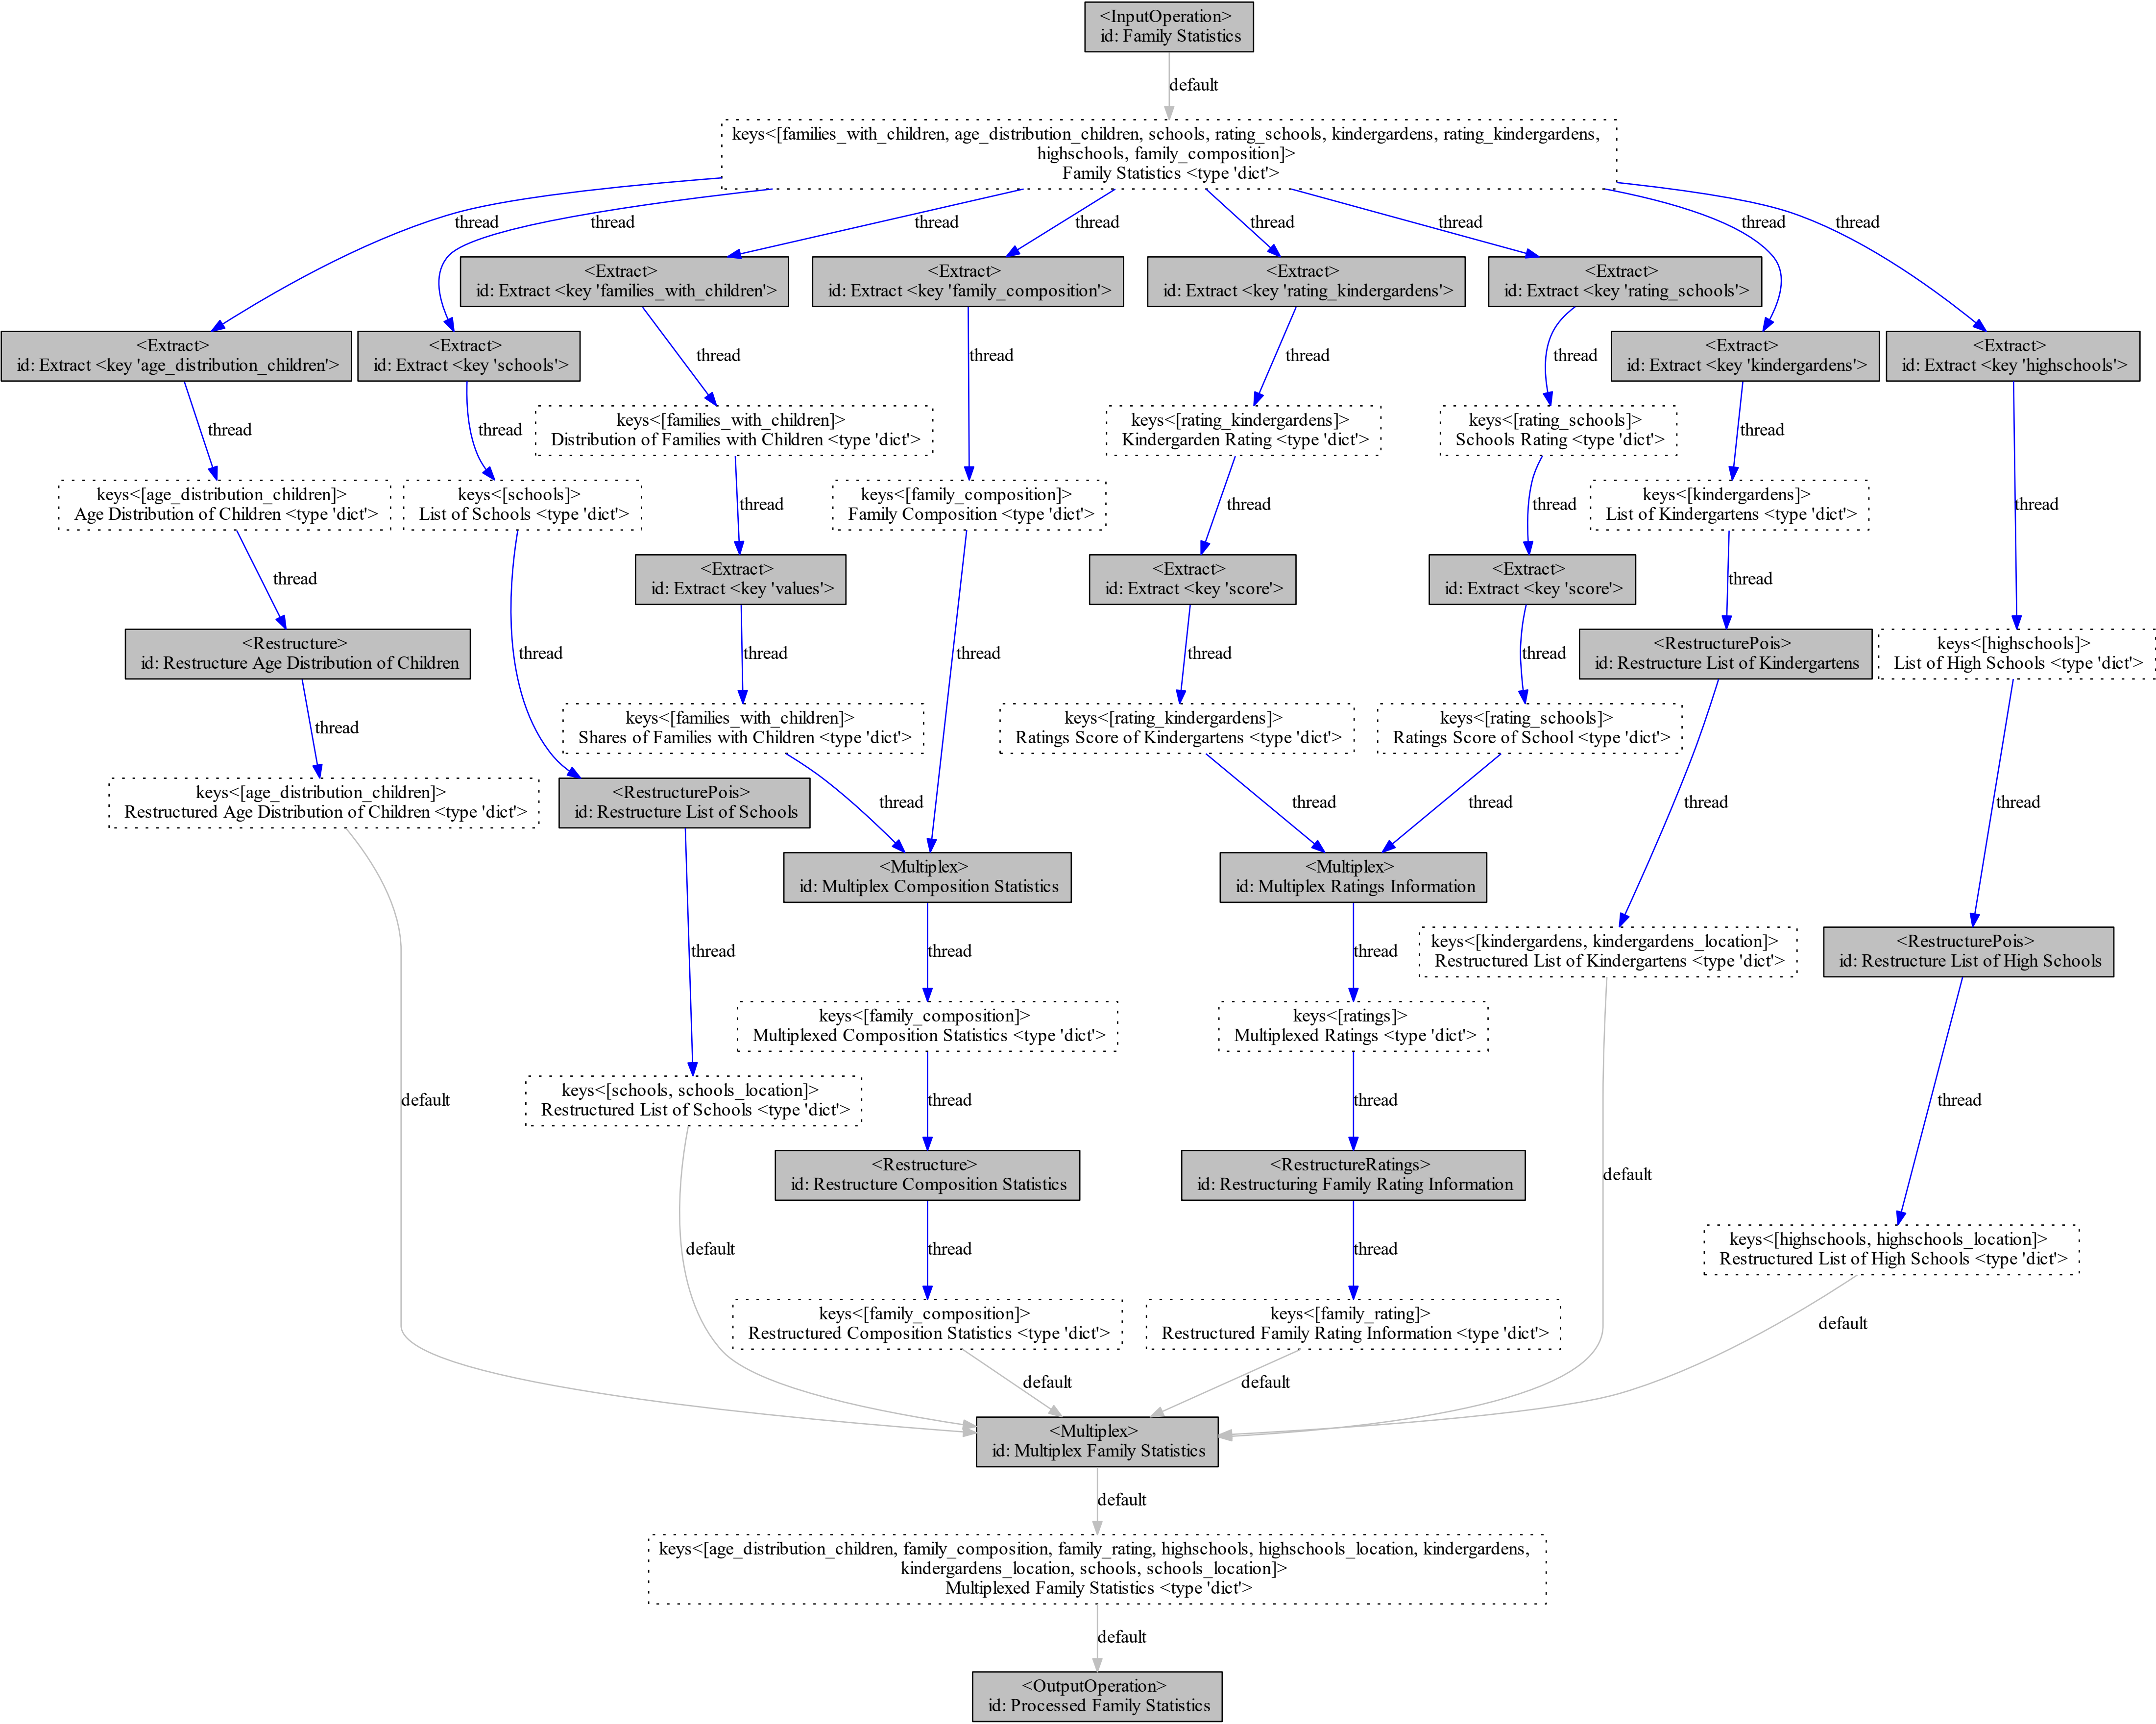 <InputOperation>
id: Family Statistics
default
keys<[families_with_children, age_distribution_children, schools, rating_schools, kindergardens, rating_kindergardens,
highschools, family_composition]>
Family Statistics <type 'dict'>
thread
thread
thread
thread
thread
thread
thread
thread
<Extract>
id: Extract <key 'families_with_children'>
<Extract>
id: Extract <key 'family_composition'>
<Extract>
id: Extract <key 'rating_kindergardens'>
<Extract>
id: Extract <key 'rating_schools'>
<Extract>
id: Extract <key 'age_distribution_children'>
<Extract>
id: Extract <key 'schools'>
thread
thread
thread
thread
<Extract>
id: Extract <key 'kindergardens'>
<Extract>
id: Extract <key 'highschools'>
thread
thread
keys<[families_with_children]>
Distribution of Families with Children <type 'dict'>
keys<[rating_kindergardens]>
Kindergarden Rating <type 'dict'>
keys<[rating_schools]>
Schools Rating <type 'dict'>
thread
keys<[age_distribution_children]>
Age Distribution of Children <type 'dict'>
keys<[schools]>
List of Schools <type 'dict'>
thread
keys<[family_composition]>
Family Composition <type 'dict'>
thread
thread
keys<[kindergardens]>
List of Kindergartens <type 'dict'>
thread
thread
<Extract>
id: Extract <key 'values'>
<Extract>
id: Extract <key 'score'>
<Extract>
id: Extract <key 'score'>
thread
<Restructure>
id: Restructure Age Distribution of Children
thread
thread
thread
thread
thread
<RestructurePois>
id: Restructure List of Kindergartens
keys<[highschools]>
List of High Schools <type 'dict'>
thread
keys<[families_with_children]>
Shares of Families with Children <type 'dict'>
keys<[rating_kindergardens]>
Ratings Score of Kindergartens <type 'dict'>
keys<[rating_schools]>
Ratings Score of School <type 'dict'>
keys<[age_distribution_children]>
Restructured Age Distribution of Children <type 'dict'>
<RestructurePois>
id: Restructure List of Schools
thread
thread
thread
thread
thread
<Multiplex>
id: Multiplex Composition Statistics
<Multiplex>
id: Multiplex Ratings Information
thread
thread
thread
keys<[kindergardens, kindergardens_location]>
Restructured List of Kindergartens <type 'dict'>
<RestructurePois>
id: Restructure List of High Schools
keys<[family_composition]>
Multiplexed Composition Statistics <type 'dict'>
keys<[ratings]>
Multiplexed Ratings <type 'dict'>
default
keys<[schools, schools_location]>
Restructured List of Schools <type 'dict'>
thread
thread
thread
<Restructure>
id: Restructure Composition Statistics
<RestructureRatings>
id: Restructuring Family Rating Information
default
default
thread
thread
keys<[highschools, highschools_location]>
Restructured List of High Schools <type 'dict'>
keys<[family_composition]>
Restructured Composition Statistics <type 'dict'>
keys<[family_rating]>
Restructured Family Rating Information <type 'dict'>
default
default
default
<Multiplex>
id: Multiplex Family Statistics
default
keys<[age_distribution_children, family_composition, family_rating, highschools, highschools_location, kindergardens,
kindergardens_location, schools, schools_location]>
Multiplexed Family Statistics <type 'dict'>
default
<OutputOperation>
id: Processed Family Statistics